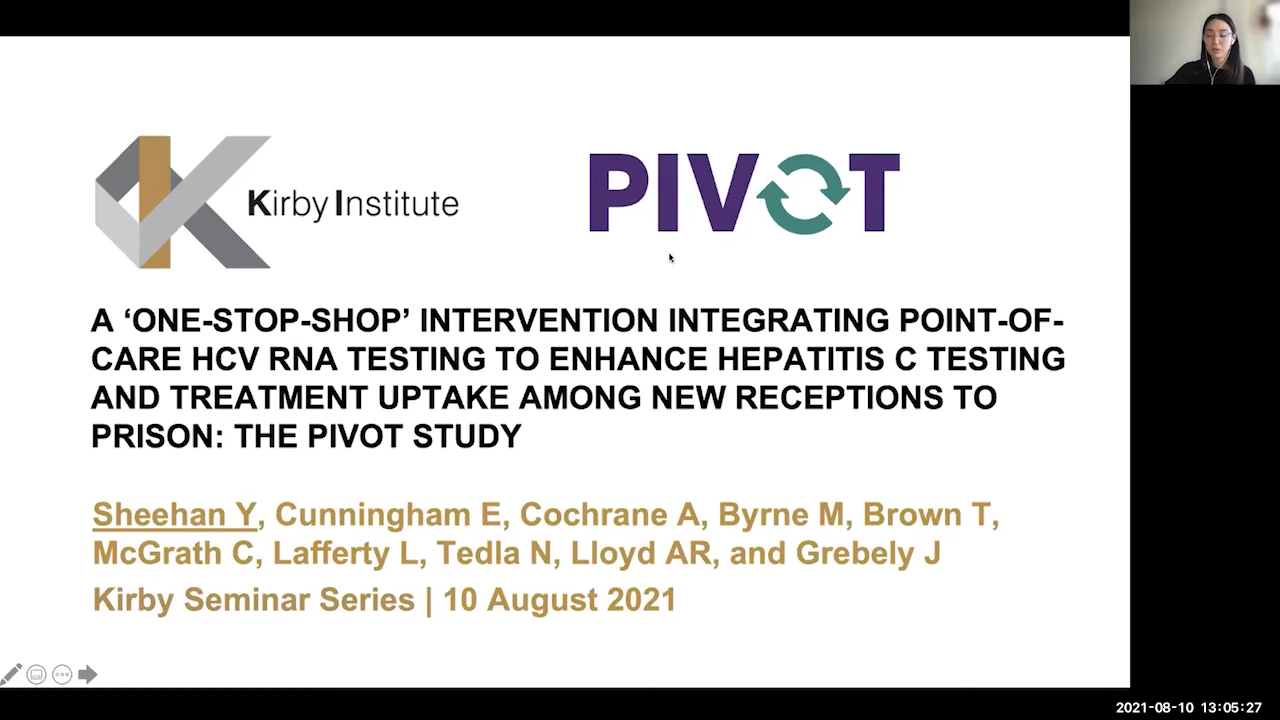 Kirby Institute
PIVOT
A ‘ONE-STOP-SHOP’ INTERVENTION INTEGRATING POINT-OF-
CARE HCV RNA TESTING TO ENHANCE HEPATITIS C TESTING
AND TREATMENT UPTAKE AMONG NEW RECEPTIONS TO
PRISON: THE PIVOT STUDY
Sheehan Y, Cunningham E, Cochrane A, Byrne M, Brown T,
McGrath C, Lafferty L, Tedla N, Lloyd AR, and Grebely J
Kirby Seminar Series | 10 August 2021
2021-08-10 13:05:27